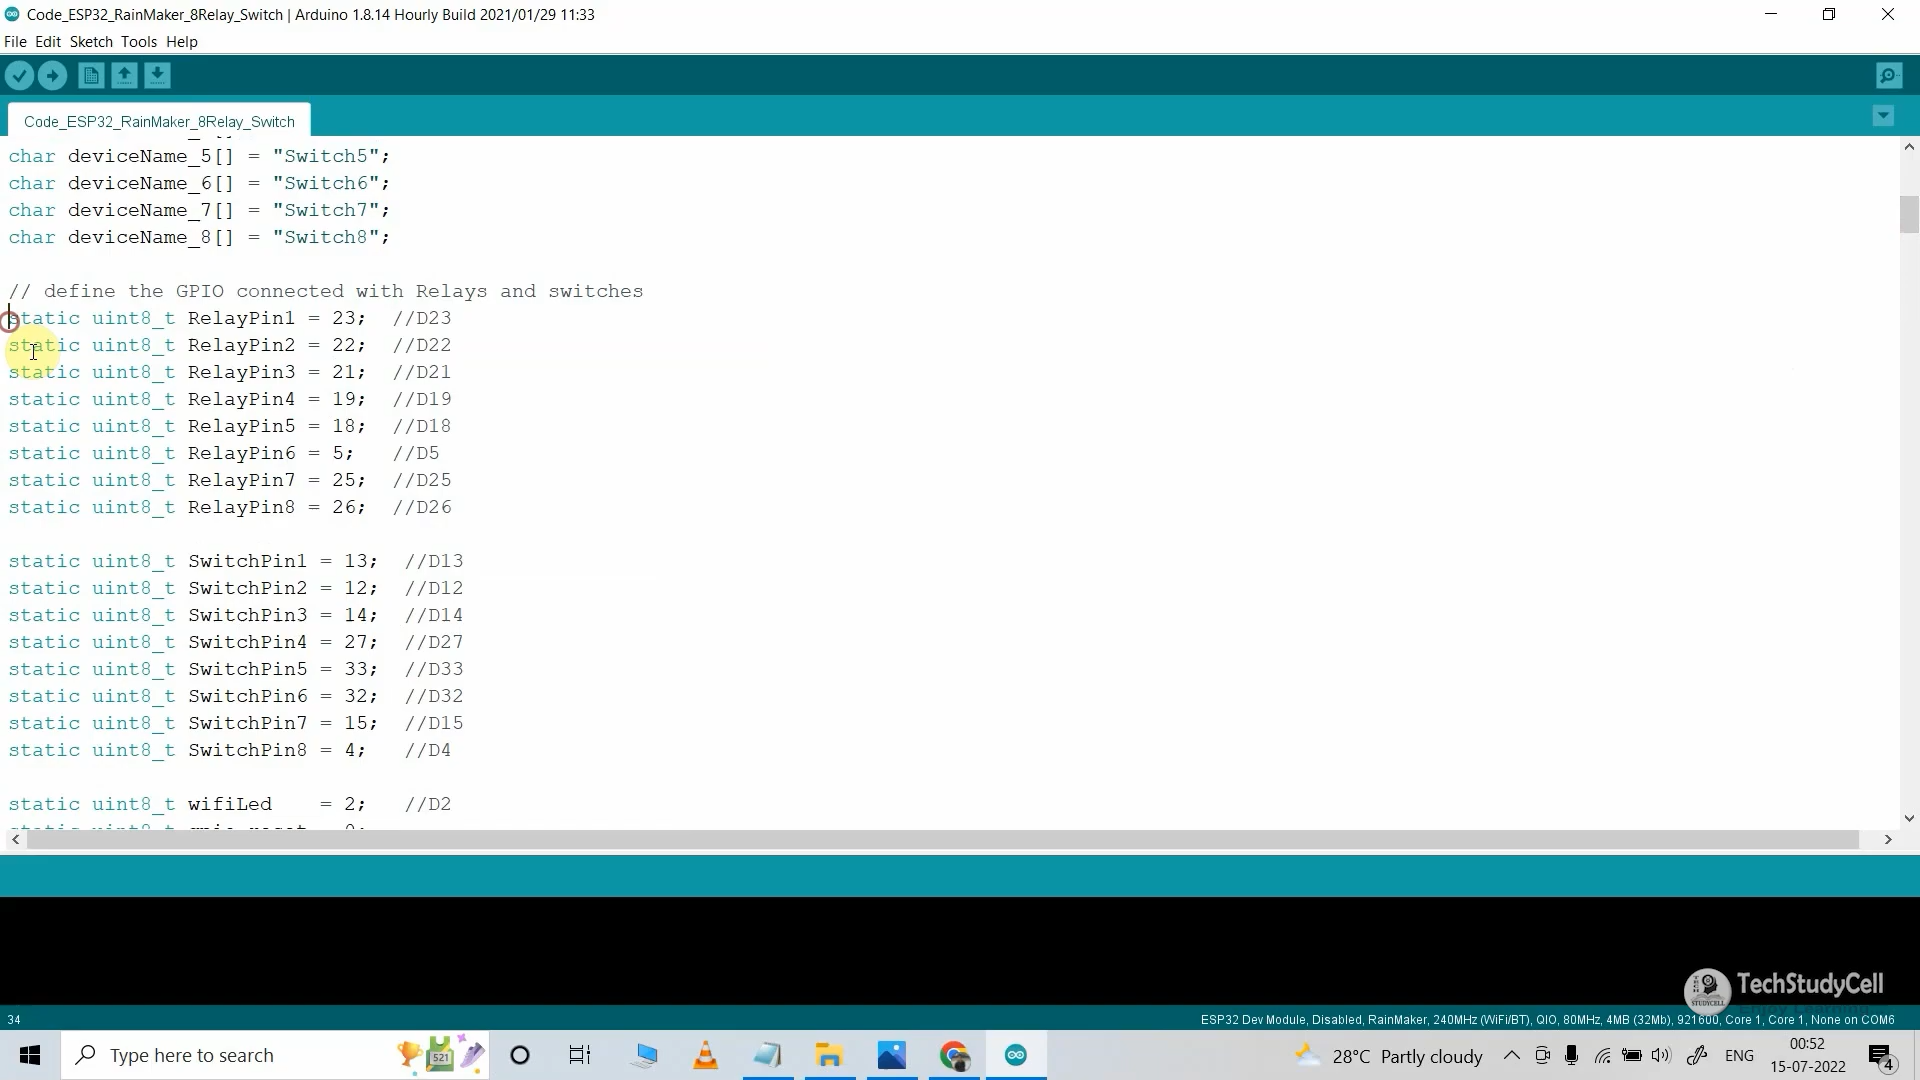 Code_ESP32_RainMaker_8Relay_Switch | Arduino 1.8.14 Hourly Build 2021/01/29 11:33
File Edit Sketch Tools Help
Code_ESP32_RainMaker_8Relay_Switch
char deviceName_5[] = "Switch5";
char deviceName_6[] = "Switch6";
char deviceName_7[] = "Switch7";
char deviceName_8[] = "Switch8";
// define the GPIO connected with Relays and switches
static uint8_t RelayPin1 = 23;  //D23
static uint8_t RelayPin2 = 22;  //D22
static uint8_t RelayPin3 = 21;  //D21
static uint8_t RelayPin4 = 19;  //D19
static uint8_t RelayPin5 = 18;  //D18
static uint8_t RelayPin6 = 5;   //D5
static uint8_t RelayPin7 = 25;  //D25
static uint8_t RelayPin8 = 26;  //D26
static uint8_t SwitchPin1 = 13;  //D13
static uint8_t SwitchPin2 = 12;  //D12
static uint8_t SwitchPin3 = 14;  //D14
static uint8_t SwitchPin4 = 27;  //D27
static uint8_t SwitchPin5 = 33;  //D33
static uint8_t SwitchPin6 = 32;  //D32
static uint8_t SwitchPin7 = 15;  //D15
static uint8_t SwitchPin8 = 4;   //D4
static uint8_t wifiLed    = 2;   //D2
TechStudyCell
STUDYCELL
34
ESP32 Dev Module, Disabled, RainMaker, 240MHz (WiFi/BT), QIO, 80MHz, 4MB (32Mb), 921600, Core 1, Core 1, None on COM6
Type here to search
521
28°C Partly cloudy
ENG
00:52
15-07-2022
4